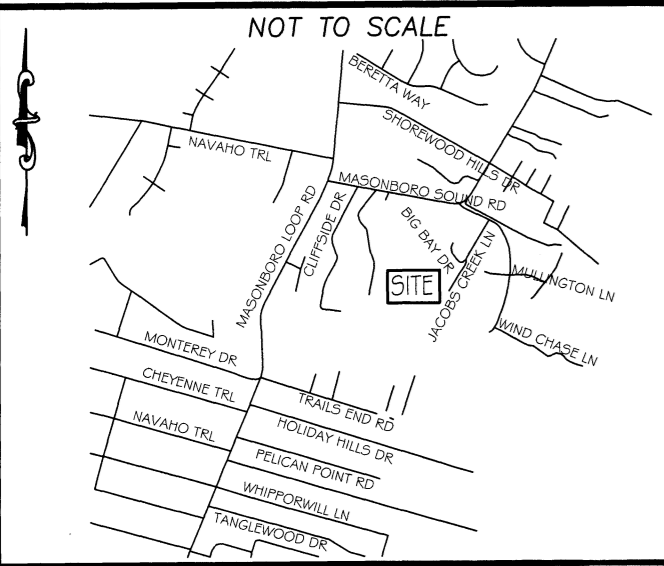 NOT TO SCALE
BERETTA WAY
SHOREWOOD HILLS DR
NAVAHO TRL
MASONBORO SOUND RD
MASONBORO LOOP RD
CLIFFSIDE DR
BIG BAY DR
JACOBS CREEK LN
SITE
MULLINGTON LN
WIND CHASE LN
MONTEREY DR
CHEYENNE TRL
TRAILS END RD
NAVAHO TRL
HOLIDAY HILLS DR
PELICAN POINT RD
WHIPPORWILL LN
TANGLEWOOD DR